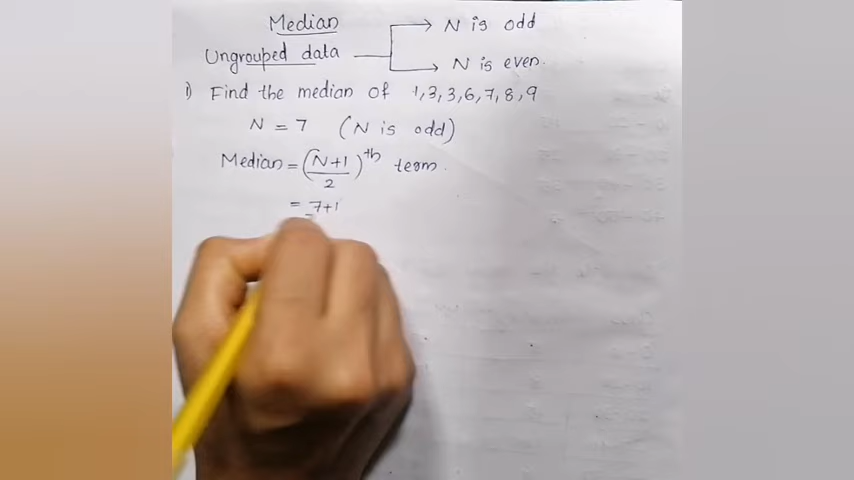 Median
Ungrouped data
N is odd
N is even.
1) Find the median of 1,3,3,6,7,8,9
N = 7 (N is odd)
Median = (N+1/2)th term.
= 7+1